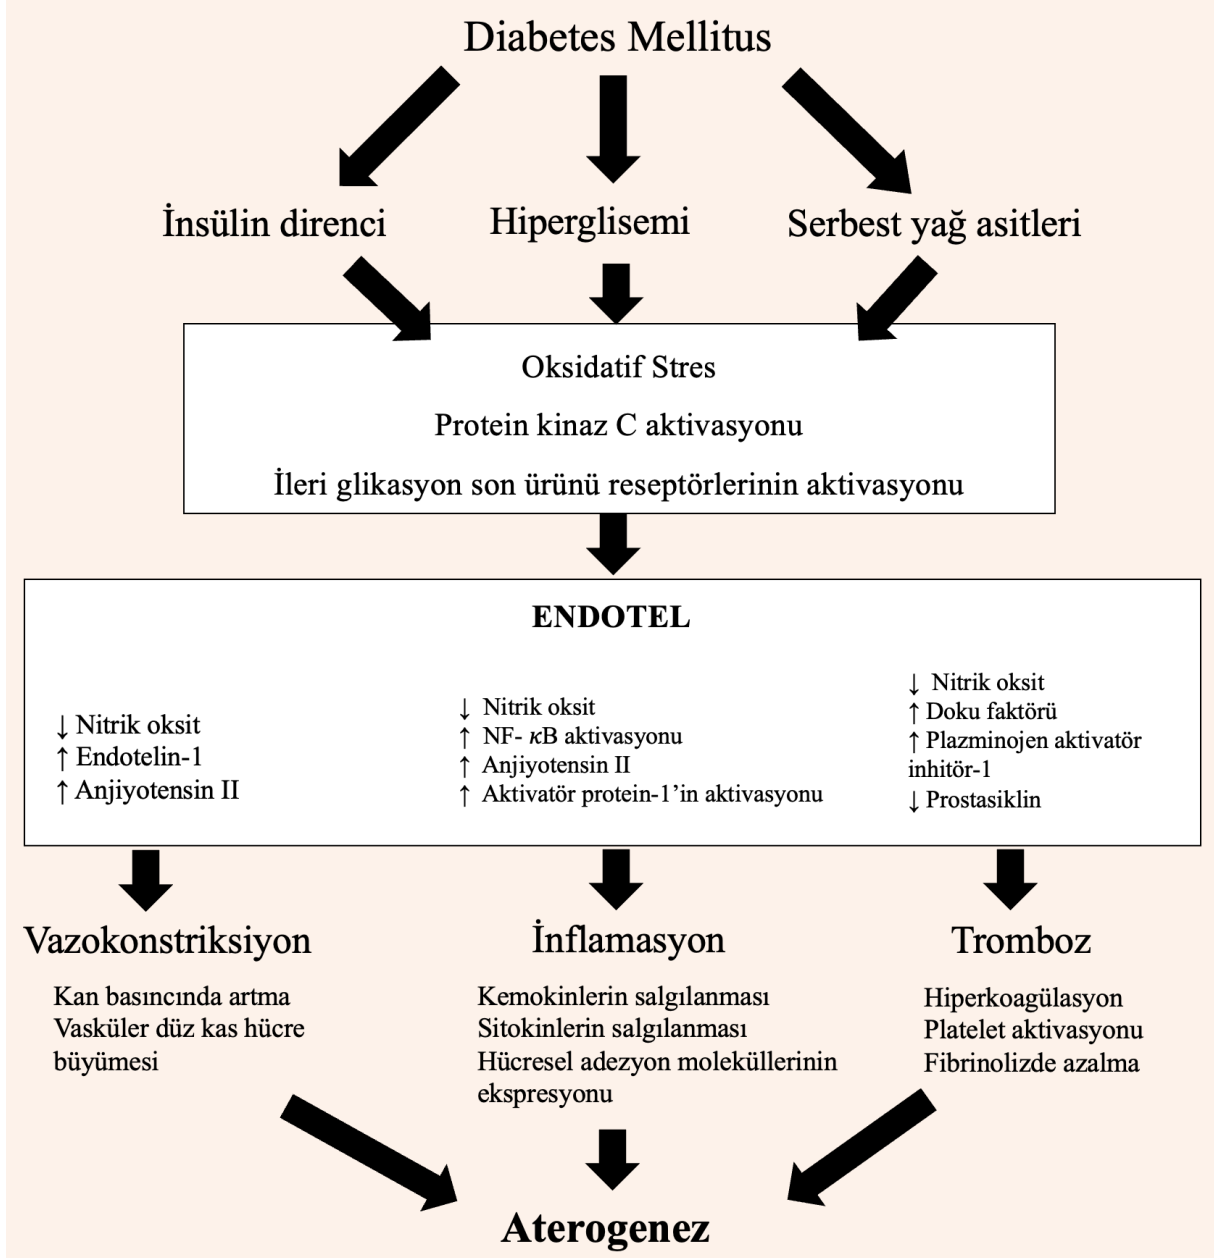 Diabetes Mellitus
İnsülin direnci
Hiperglisemi
Serbest yağ asitleri
Oksidatif Stres
Protein kinaz C aktivasyonu
İleri glikasyon son ürünü reseptörlerinin aktivasyonu
ENDOTEL
↓ Nitrik oksit
↑ Endotelin-1
↑ Anjiyotensin II
↓ Nitrik oksit
↑ NF- κB aktivasyonu
↑ Anjiyotensin II
↑ Aktivatör protein-1’in aktivasyonu
↓ Nitrik oksit
↑ Doku faktörü
↑ Plazminojen aktivatör
inhitör-1
↓ Prostasiklin
Vazokonstriksiyon
Kan basıncında artma
Vasküler düz kas hücre
büyümesi
İnflamasyon
Kemokinlerin salgılanması
Sitokinlerin salgılanması
Hücresel adezyon moleküllerinin
ekspresyonu
Tromboz
Hiperkoagülasyon
Platelet aktivasyonu
Fibrinolizde azalma
Aterogenez